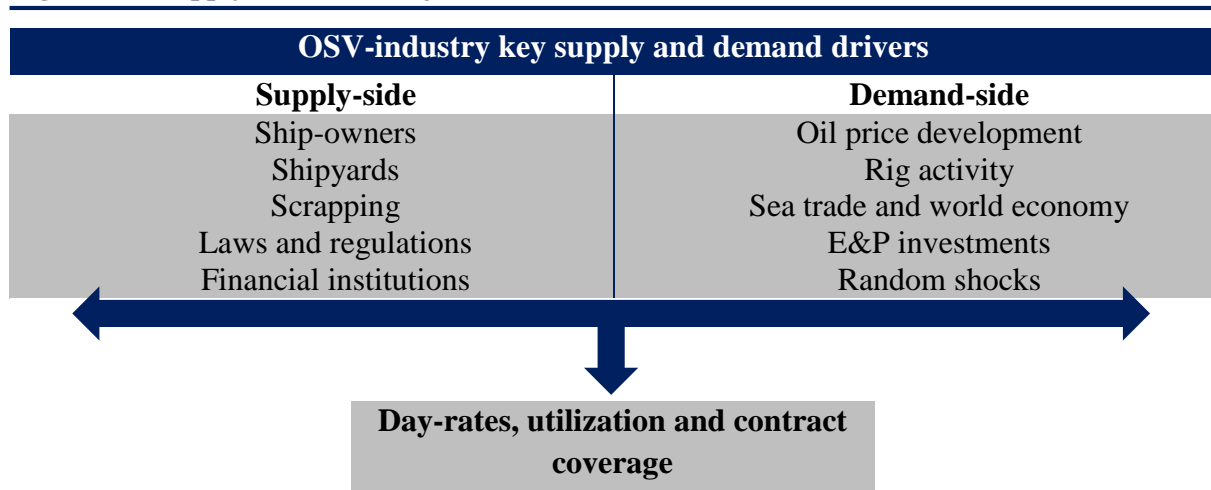 OSV-industry key supply and demand drivers
Supply-side
Demand-side
Ship-owners
Oil price development
Shipyards
Rig activity
Scrapping
Sea trade and world economy
Laws and regulations
E&P investments
Financial institutions
Random shocks
Day-rates, utilization and contract
coverage